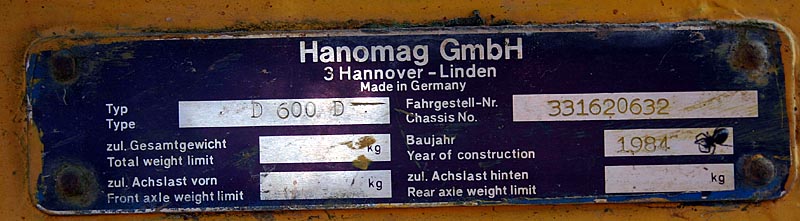 Hanomag GmbH
3 Hannover - Linden
Made in Germany
Typ
Type
D 600 D
Fahrgestell-Nr.
Chassis No.
331620632
zul. Gesamtgewicht
Total weight limit
kg
Baujahr
Year of construction
1984
zul. Achslast vorn
Front axle weight limit
kg
zul. Achslast hinten
Rear axle weight limit
kg